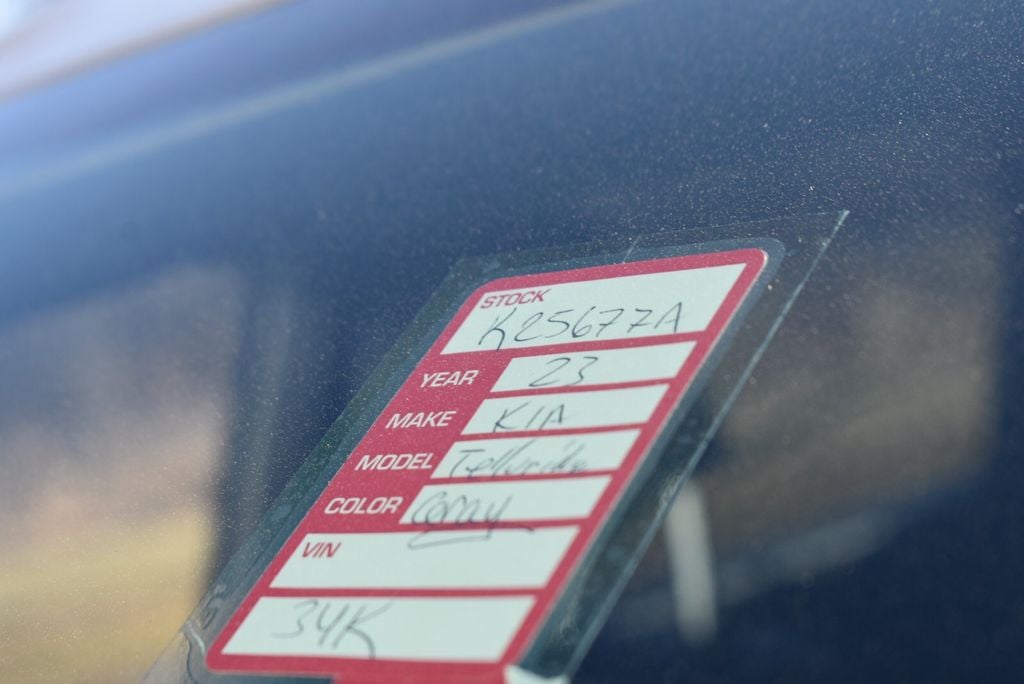 STOCK
K25677A
YEAR 23
MAKE KIA
MODEL Telluride
COLOR Gray
VIN
34K